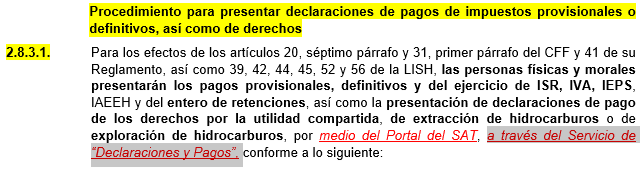 Procedimiento para presentar declaraciones de pagos de impuestos provisionales o
definitivos, así como de derechos
2.8.3.1. Para los efectos de los artículos 20, séptimo párrafo y 31, primer párrafo del CFF y 41 de su
Reglamento, así como 39, 42, 44, 45, 52 y 56 de la LISH, las personas físicas y morales
presentarán los pagos provisionales, definitivos y del ejercicio de ISR, IVA, IEPS,
IAEEH y del entero de retenciones, así como la presentación de declaraciones de pago
de los derechos por la utilidad compartida, de extracción de hidrocarburos o de
exploración de hidrocarburos, por medio del Portal del SAT, a través del Servicio de
“Declaraciones y Pagos”, conforme a lo siguiente: